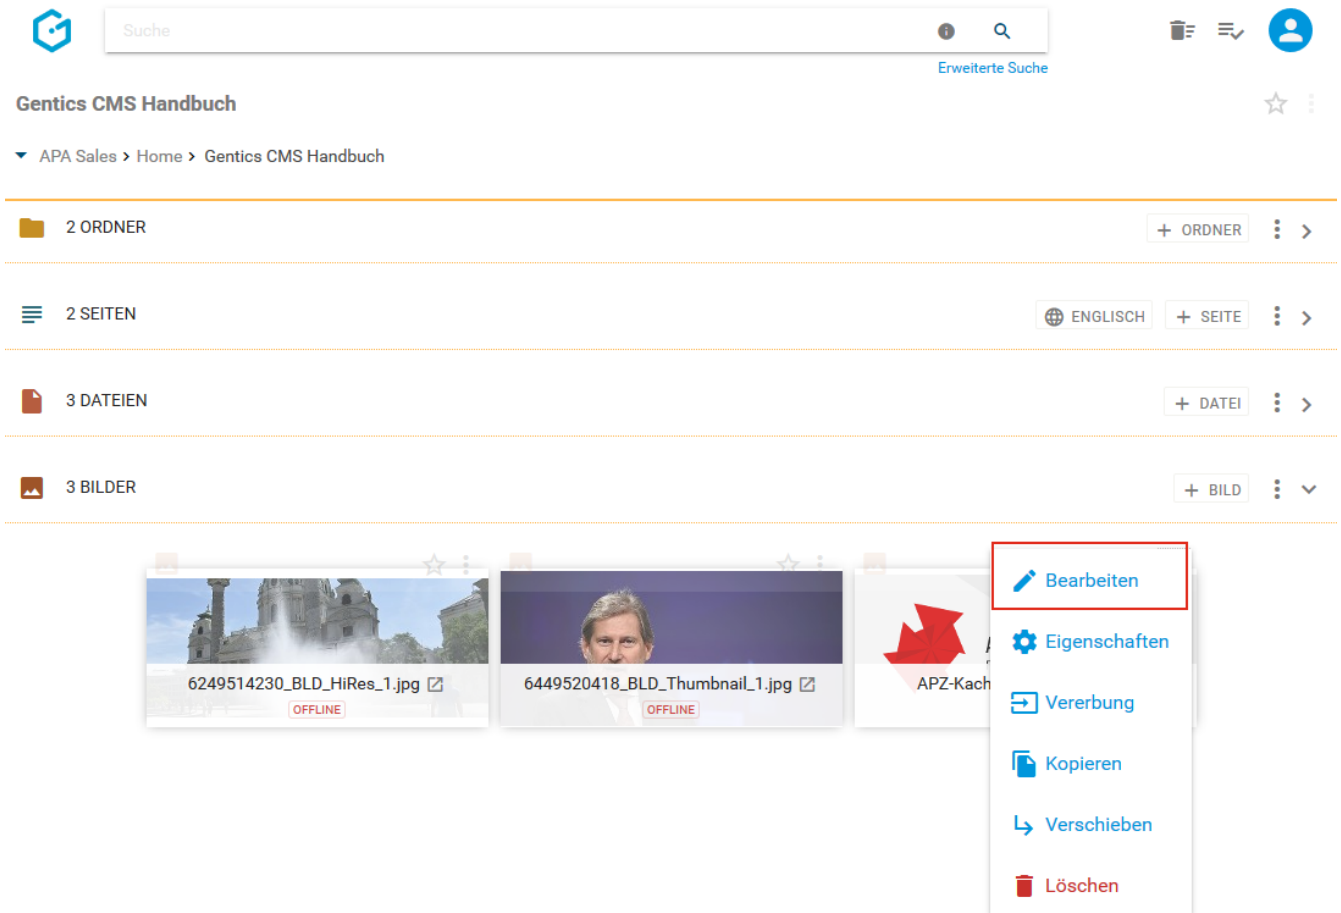 Suche
Erweiterte Suche
Gentics CMS Handbuch
APA Sales > Home > Gentics CMS Handbuch
2 ORDNER
+ ORDNER
2 SEITEN
ENGLISCH
+ SEITE
3 DATEIEN
+ DATEI
3 BILDER
+ BILD
6249514230_BLD_HiRes_1.jpg
OFFLINE
6449520418_BLD_Thumbnail_1.jpg
OFFLINE
APZ-Kach
Bearbeiten
Eigenschaften
Vererbung
Kopieren
Verschieben
Löschen